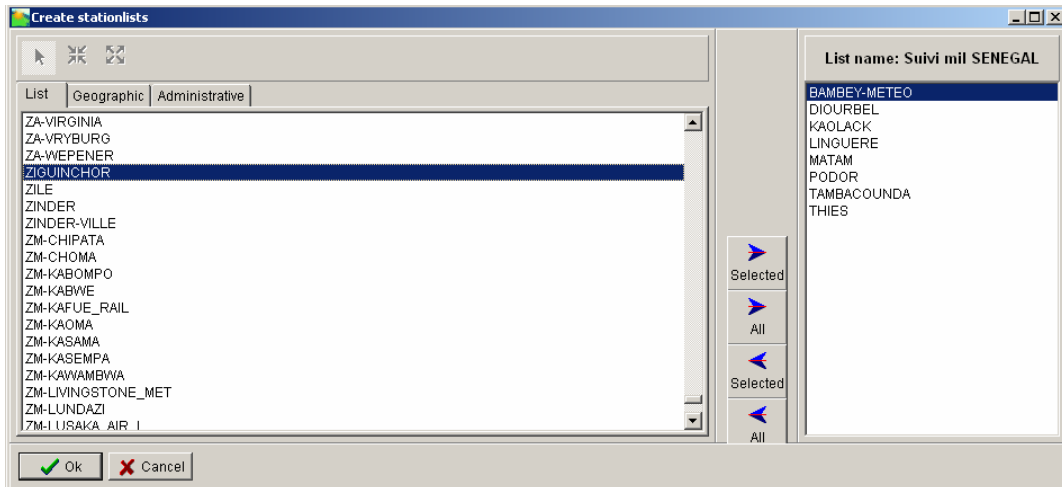 Create stationlists
List name: Suivi mil SENEGAL
List Geographic Administrative
ZA-VIRGINIA
ZA-VRYBURG
ZA-WEPENER
ZIGUINCHOR
ZILE
ZINDER
ZINDER-VILLE
ZM-CHIPATA
ZM-CHOMA
ZM-KABOMPO
ZM-KABWE
ZM-KAFUE_RAIL
ZM-KAOMA
ZM-KASAMA
ZM-KASEMPA
ZM-KAWAMBWA
ZM-LIVINGSTONE_MET
ZM-LUNDAZI
ZM-LUSAKA_AIR_I
Selected
All
Selected
All
BAMBEY-METEO
DIOURBEL
KAOLACK
LINGUERE
MATAM
PODOR
TAMBACOUNDA
THIES
Ok Cancel